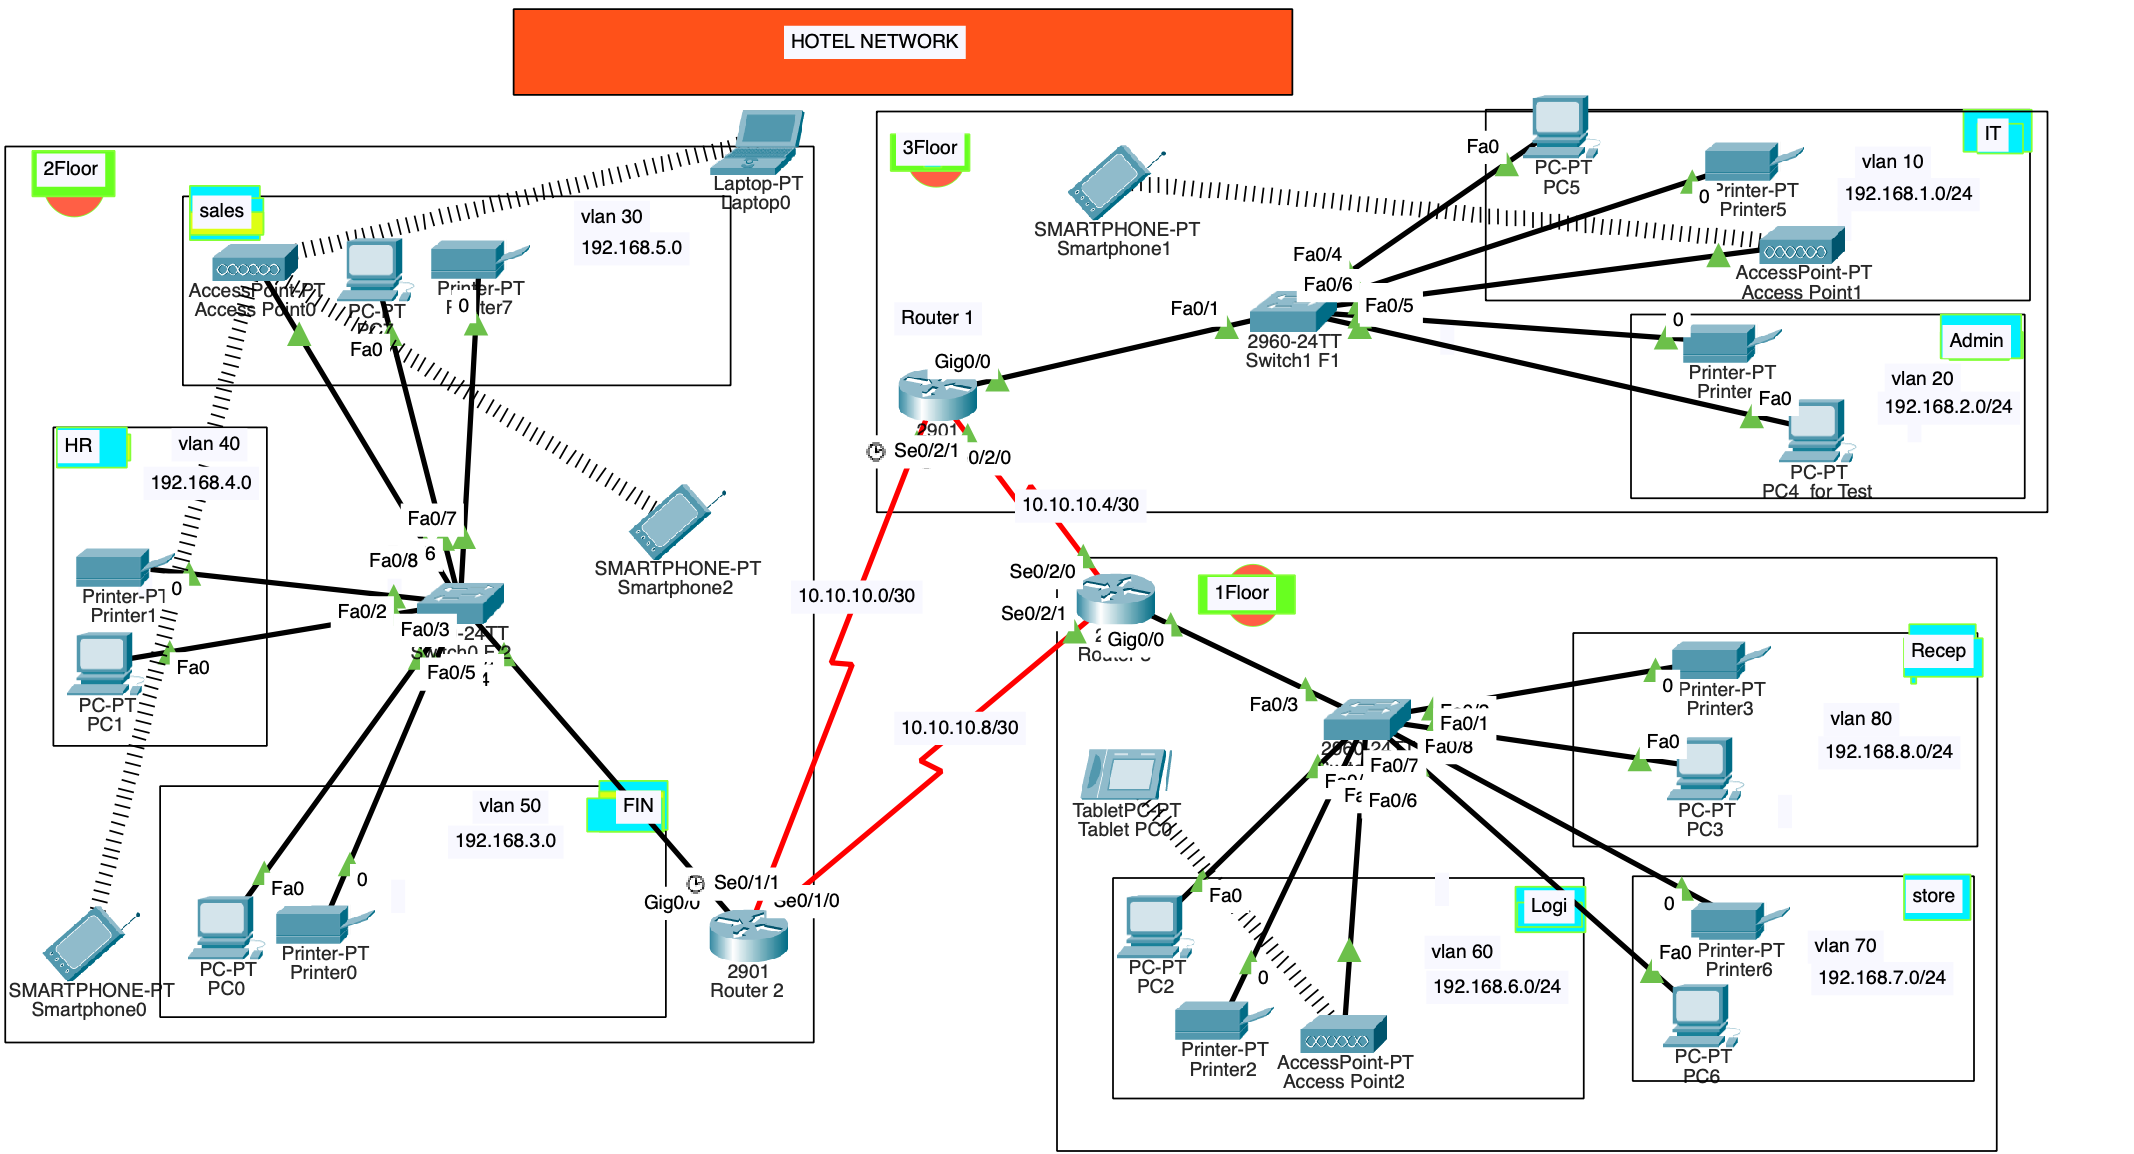 HOTEL NETWORK
2Floor
sales
vlan 30
192.168.5.0
Laptop-PT
Laptop0
AccessPoint-PT
Access Point0
PC-PT
PC7
Fa0
Printer-PT
0
HR
vlan 40
192.168.4.0
Printer-PT
Printer1
0
PC-PT
PC1
Fa0
Fa0/7
6
Fa0/8
Fa0/2
Fa0/3
Fa0/5
-24TT
SMARTPHONE-PT
Smartphone2
vlan 50
192.168.3.0
FIN
Fa0
PC-PT
PC0
0
Printer-PT
Printer0
SMARTPHONE-PT
Smartphone0
Se0/1/1
Gig0/0
Se0/1/0
2901
Router 2
10.10.10.0/30
10.10.10.8/30
10.10.10.4/30
3Floor
SMARTPHONE-PT
Smartphone1
Router 1
Gig0/0
2901
Se0/2/1
0/2/0
Fa0/1
Fa0/4
Fa0/6
Fa0/5
2960-24TT
Switch1 F1
IT
vlan 10
192.168.1.0/24
Fa0
PC-PT
PC5
0
Printer-PT
Printer5
AccessPoint-PT
Access Point1
Admin
vlan 20
192.168.2.0/24
0
Printer-PT
Printer
Fa0
PC-PT
PC4 for Test
1Floor
Se0/2/0
Se0/2/1
Gig0/0
Fa0/3
Fa0/1
Fa0/8
Fa0/7
Fa0/6
2960-24TT
Recep
vlan 80
192.168.8.0/24
0
Printer-PT
Printer3
Fa0
PC-PT
PC3
TabletPC-PT
Tablet PC0
Logi
vlan 60
192.168.6.0/24
Fa0
PC-PT
PC2
0
Printer-PT
Printer2
AccessPoint-PT
Access Point2
store
vlan 70
192.168.7.0/24
0
Printer-PT
Printer6
Fa0
PC-PT
PC6